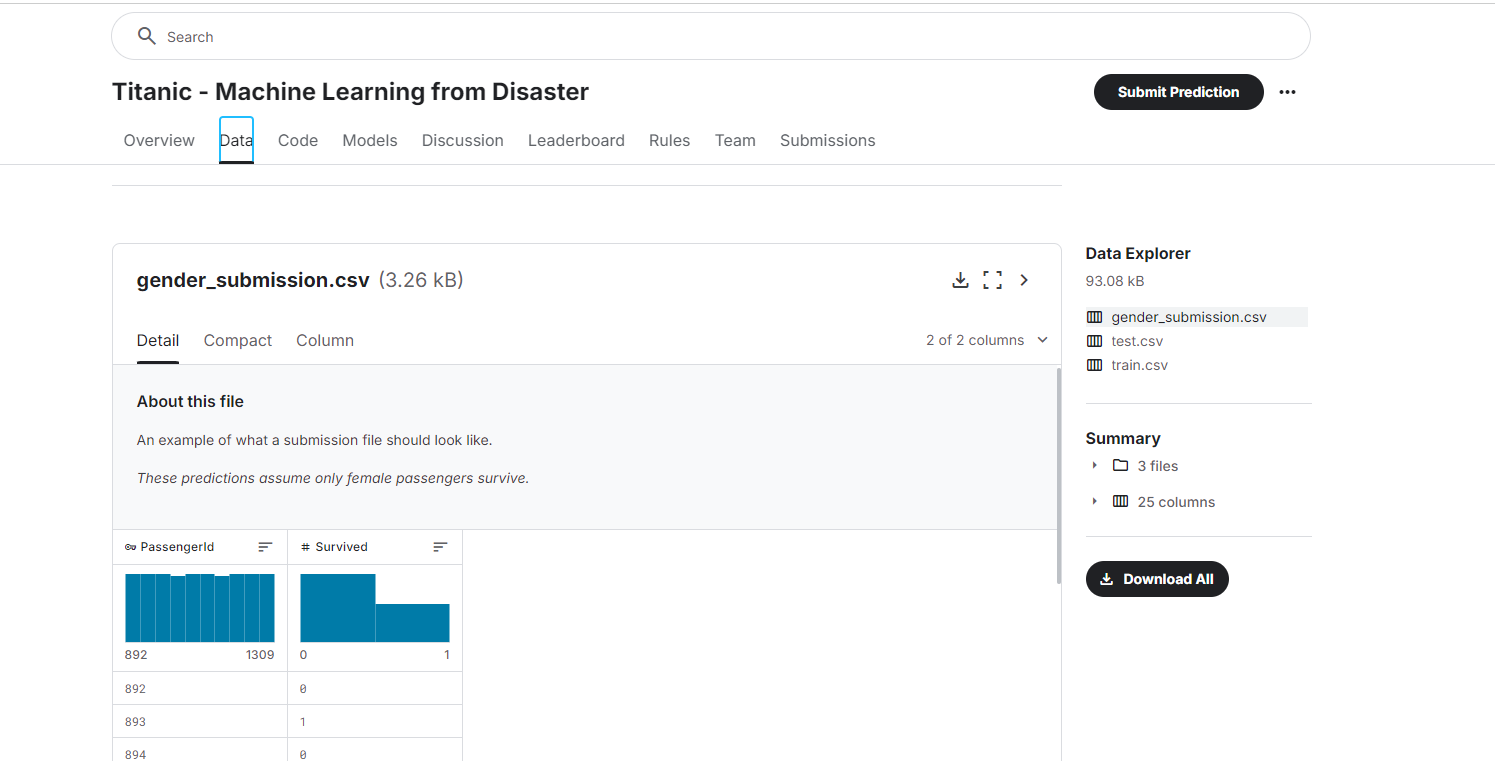 Search
Titanic - Machine Learning from Disaster
Submit Prediction
Overview Data Code Models Discussion Leaderboard Rules Team Submissions
gender_submission.csv (3.26 kB)
Detail Compact Column
2 of 2 columns
About this file
An example of what a submission file should look like.
These predictions assume only female passengers survive.
PassengerId # Survived
892 1309 0 1
892 0
893 1
894 0
Data Explorer
93.08 kB
gender_submission.csv
test.csv
train.csv
Summary
3 files
25 columns
Download All